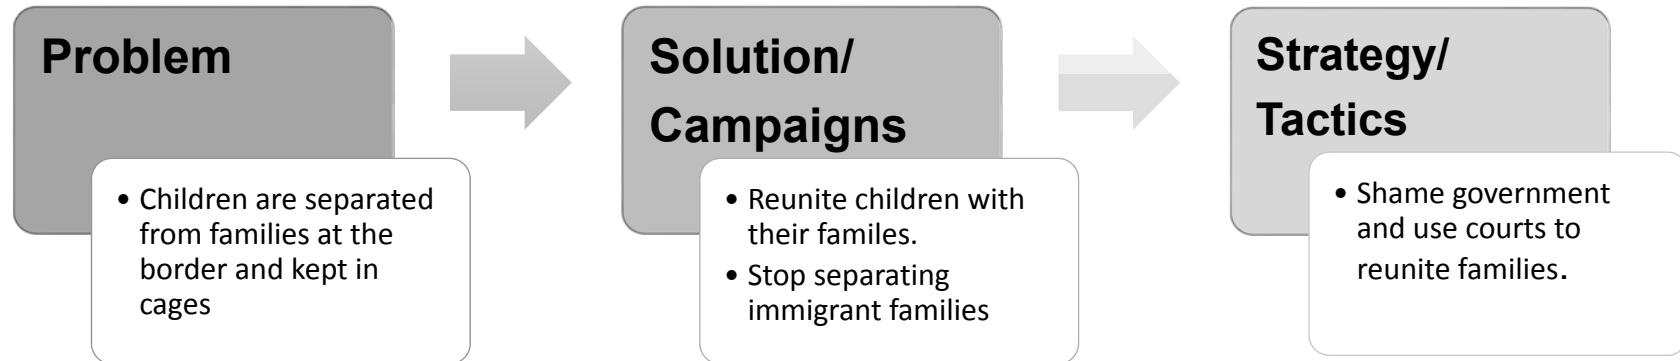 Problem
• Children are separated
from families at the
border and kept in
cages
Solution/
Campaigns
• Reunite children with
their familes.
• Stop separating
immigrant families
Strategy/
Tactics
• Shame government
and use courts to
reunite families.